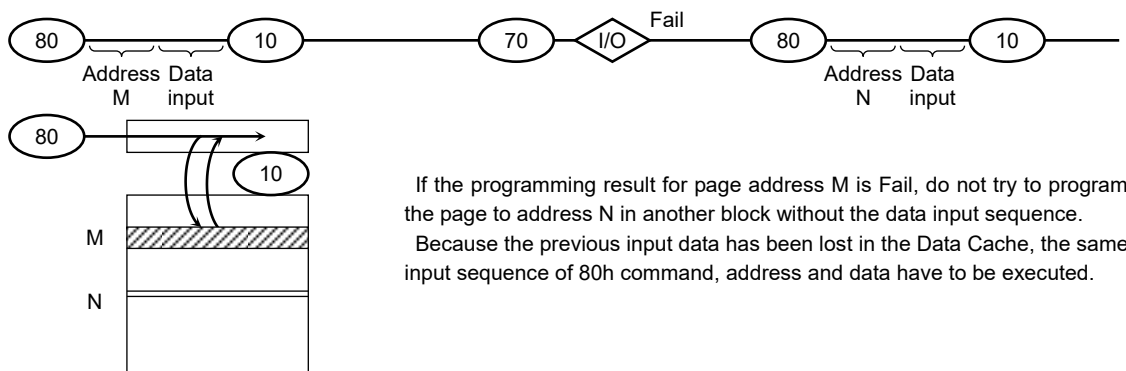 Fail
80 10 70 I/O 80 10
Address Data Address Data
M input N input
80
10
If the programming result for page address M is Fail, do not try to program
the page to address N in another block without the data input sequence.
M
Because the previous input data has been lost in the Data Cache, the same
input sequence of 80h command, address and data have to be executed.
N